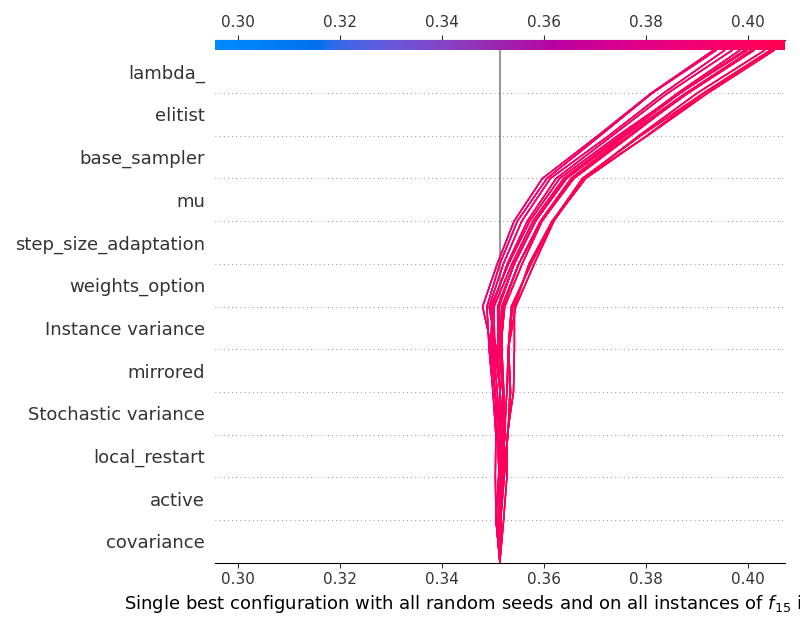 0.30 0.32 0.34 0.36 0.38 0.40
lambda_
elitist
base_sampler
mu
step_size_adaptation
weights_option
Instance variance
mirrored
Stochastic variance
local_restart
active
covariance
0.30 0.32 0.34 0.36 0.38 0.40
Single best configuration with all random seeds and on all instances of f15 i